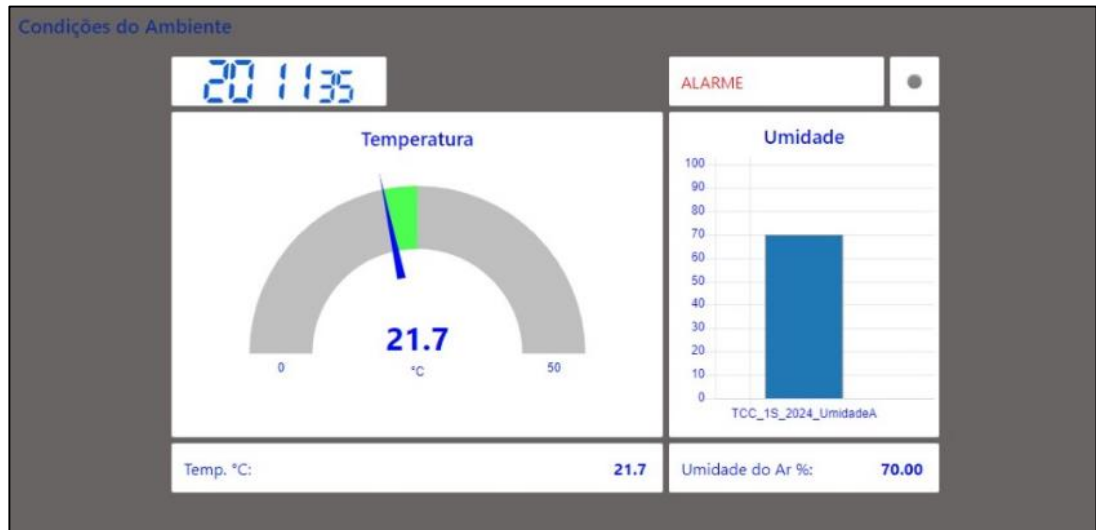 Condições do Ambiente
20 11 35
ALARME
Temperatura
21.7
0
°C
50
Umidade
100
90
80
70
60
50
40
30
20
10
0
TCC_1S_2024_UmidadeA
Temp. °C: 21.7
Umidade do Ar %: 70.00